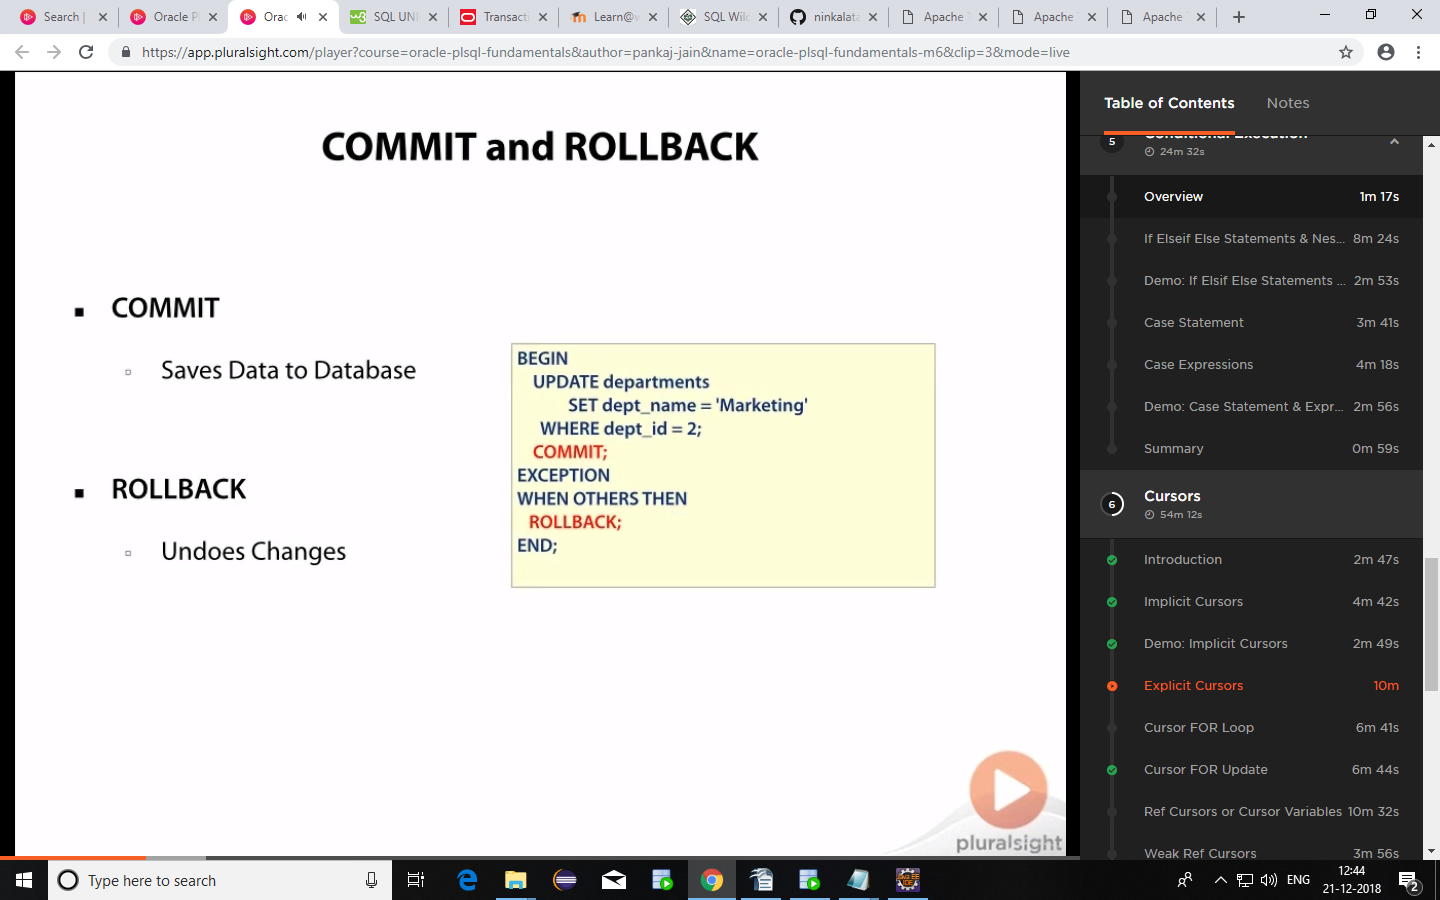 Search |
Oracle Pl
Orac
SQL UNI
Transacti
Learn@w
SQL Wild
ninkalata
Apache T
Apache T
Apache T
https://app.pluralsight.com/player?course=oracle-plsql-fundamentals&author=pankaj-jain&name=oracle-plsql-fundamentals-m6&clip=3&mode=live
COMMIT and ROLLBACK
COMMIT
Saves Data to Database
ROLLBACK
Undoes Changes
BEGIN
UPDATE departments
SET dept_name = 'Marketing'
WHERE dept_id = 2;
COMMIT;
EXCEPTION
WHEN OTHERS THEN
ROLLBACK;
END;
pluralsight
Table of Contents Notes
5 Conditional Execution
24m 32s
Overview 1m 17s
If Elseif Else Statements & Nes... 8m 24s
Demo: If Elsif Else Statements ... 2m 53s
Case Statement 3m 41s
Case Expressions 4m 18s
Demo: Case Statement & Expr... 2m 56s
Summary 0m 59s
6 Cursors
54m 12s
Introduction 2m 47s
Implicit Cursors 4m 42s
Demo: Implicit Cursors 2m 49s
Explicit Cursors 10m
Cursor FOR Loop 6m 41s
Cursor FOR Update 6m 44s
Ref Cursors or Cursor Variables 10m 32s
Weak Ref Cursors 3m 56s
Type here to search
ENG
12:44
21-12-2018
2